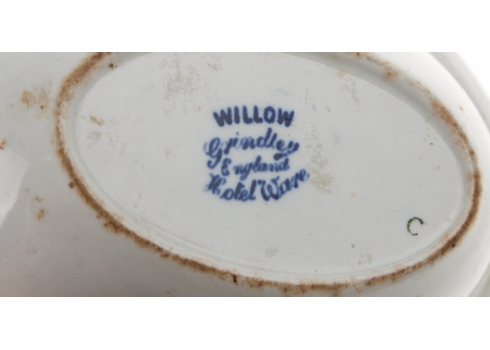 WILLOW
Grindley
England
Hotel Ware
C